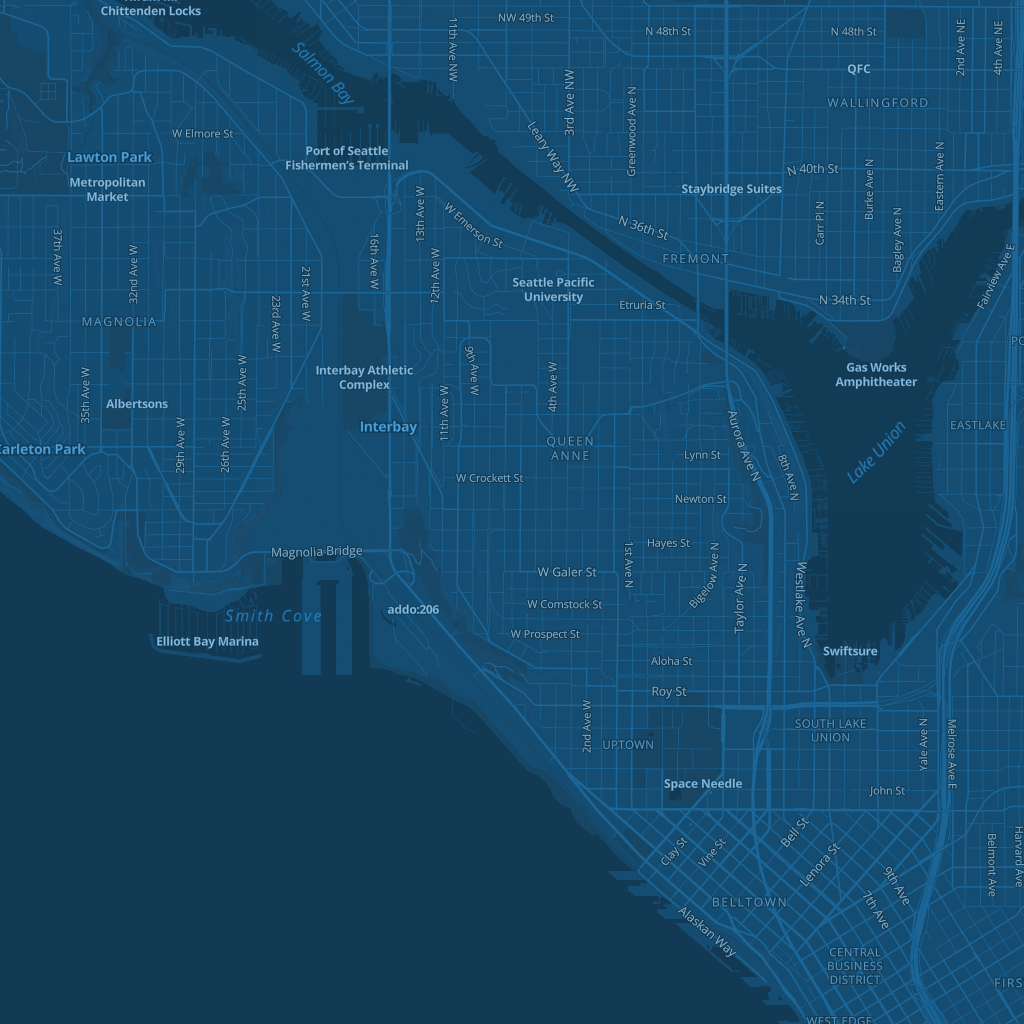 Chittenden Locks
NW 49th St
N 48th St
N 48th St
11th Ave NW
2nd Ave NE
4th Ave NE
Salmon Bay
QFC
3rd Ave NW
Greenwood Ave N
WALLINGFORD
W Elmore St
Leary Way NW
Port of Seattle
Fishermen's Terminal
Lawton Park
Metropolitan
Market
N 40th St
Staybridge Suites
Burke Ave N
Eastern Ave N
13th Ave W
W Emerson St
N 36th St
Carr Pl N
Bagley Ave N
37th Ave W
32nd Ave W
21st Ave W
16th Ave W
12th Ave W
FREMONT
Fairview Ave E
Seattle Pacific
University
Etruria St
N 34th St
MAGNOLIA
23rd Ave W
9th Ave W
Interbay Athletic
Complex
4th Ave W
Gas Works
Amphitheater
35th Ave W
25th Ave W
Albertsons
11th Ave W
Interbay
29th Ave W
26th Ave W
QUEEN
ANNE
Aurora Ave N
EASTLAKE
Karleton Park
Lynn St
8th Ave N
Lake Union
W Crockett St
Newton St
Magnolia Bridge
Hayes St
1st Ave N
Bigelow Ave N
Taylor Ave N
Westlake Ave N
W Galer St
W Comstock St
addo:206
Smith Cove
Elliott Bay Marina
W Prospect St
Swiftsure
Aloha St
Roy St
2nd Ave W
UPTOWN
SOUTH LAKE
UNION
Yale Ave N
Melrose Ave E
Space Needle
John St
Clay St
Vine St
Bell St
Lenora St
9th Ave
7th Ave
Belmont Ave
Harvard Ave
BELLTOWN
Alaskan Way
CENTRAL
BUSINESS
DISTRICT
FIRS
WEST EDGE